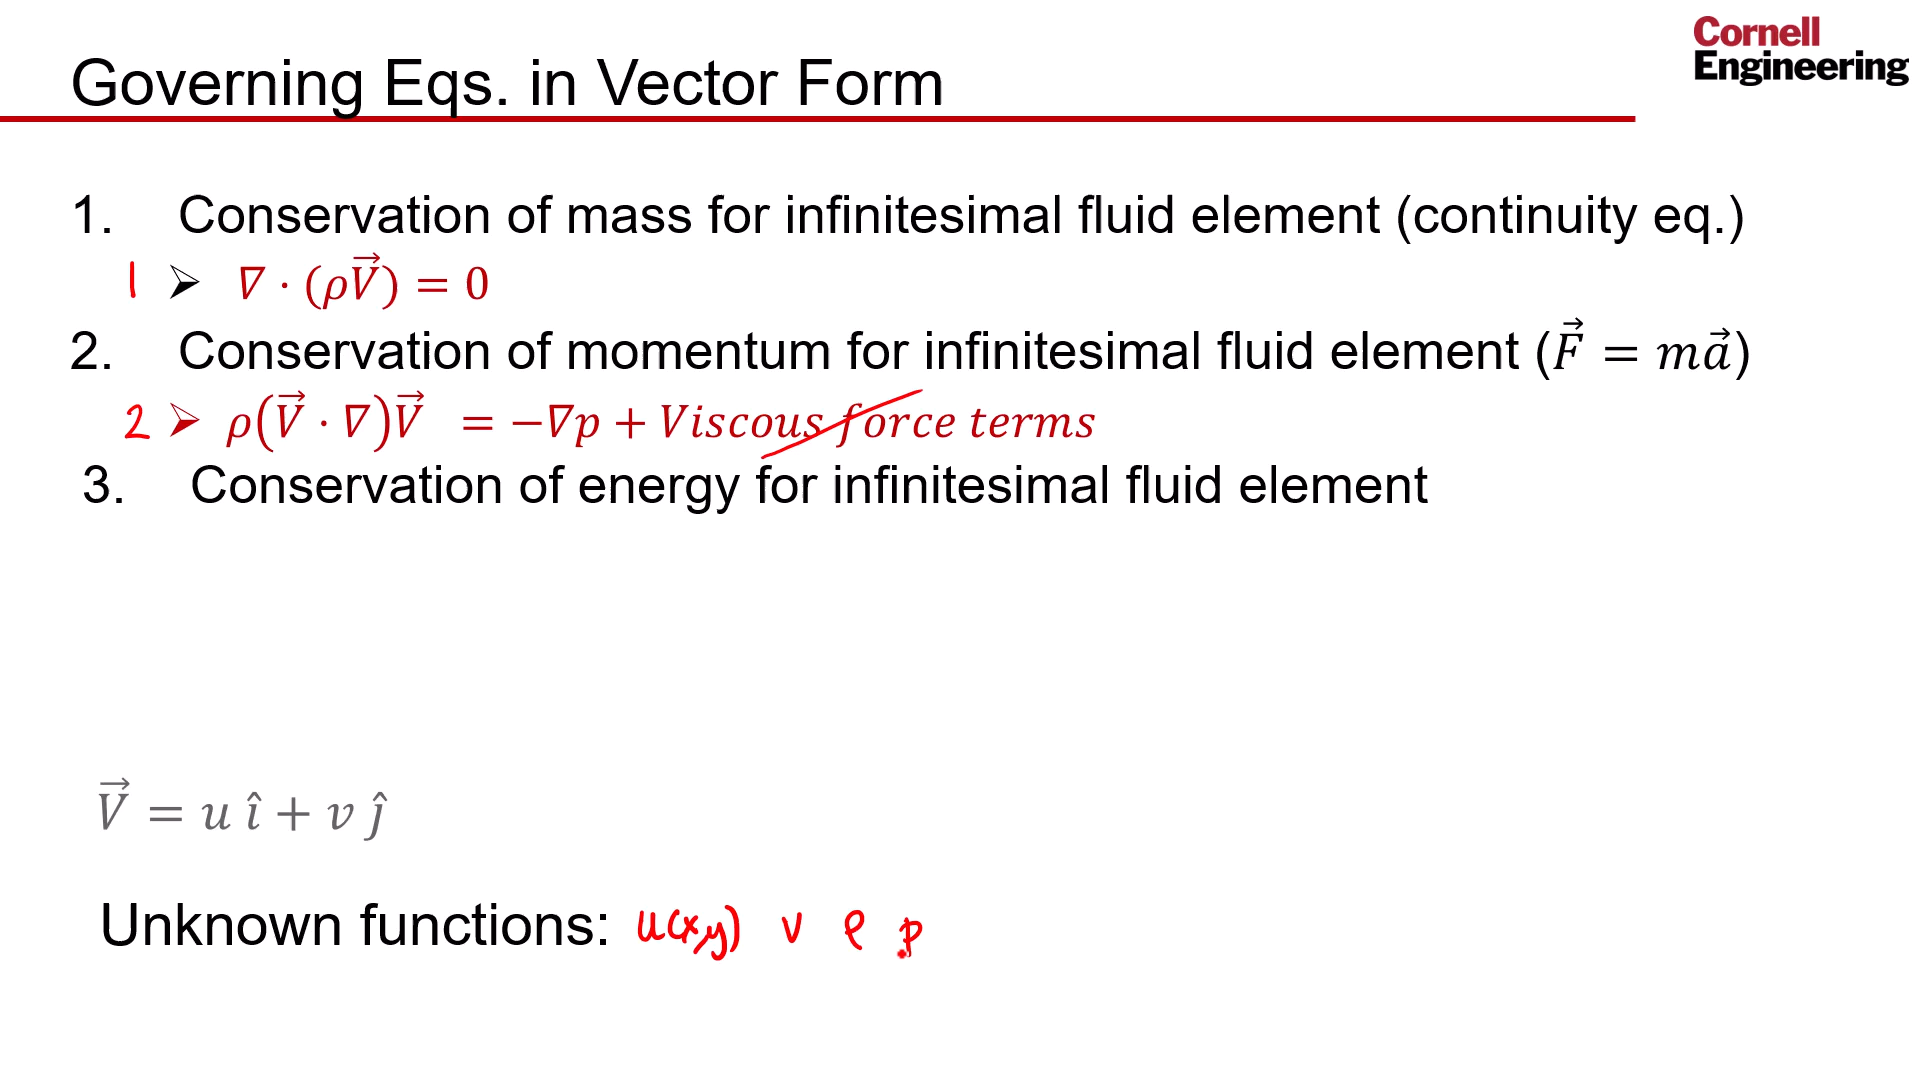 Cornell
Engineering
Governing Eqs. in Vector Form
1. Conservation of mass for infinitesimal fluid element (continuity eq.)
1 ➢ ∇ · (ρV⃗) = 0
2. Conservation of momentum for infinitesimal fluid element (F⃗ = ma⃗)
2 ➢ ρ(V⃗ · ∇)V⃗ = −∇p + Viscous force terms
3. Conservation of energy for infinitesimal fluid element
V⃗ = u î + v ĵ
Unknown functions: u(x,y) v ρ p